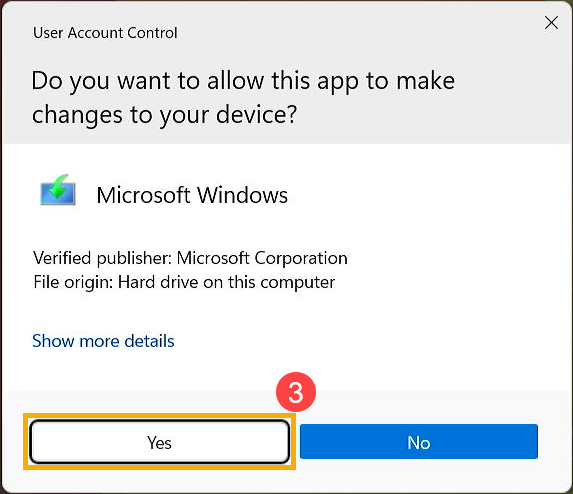 User Account Control
Do you want to allow this app to make
changes to your device?
Microsoft Windows
Verified publisher: Microsoft Corporation
File origin: Hard drive on this computer
Show more details
3
Yes
No